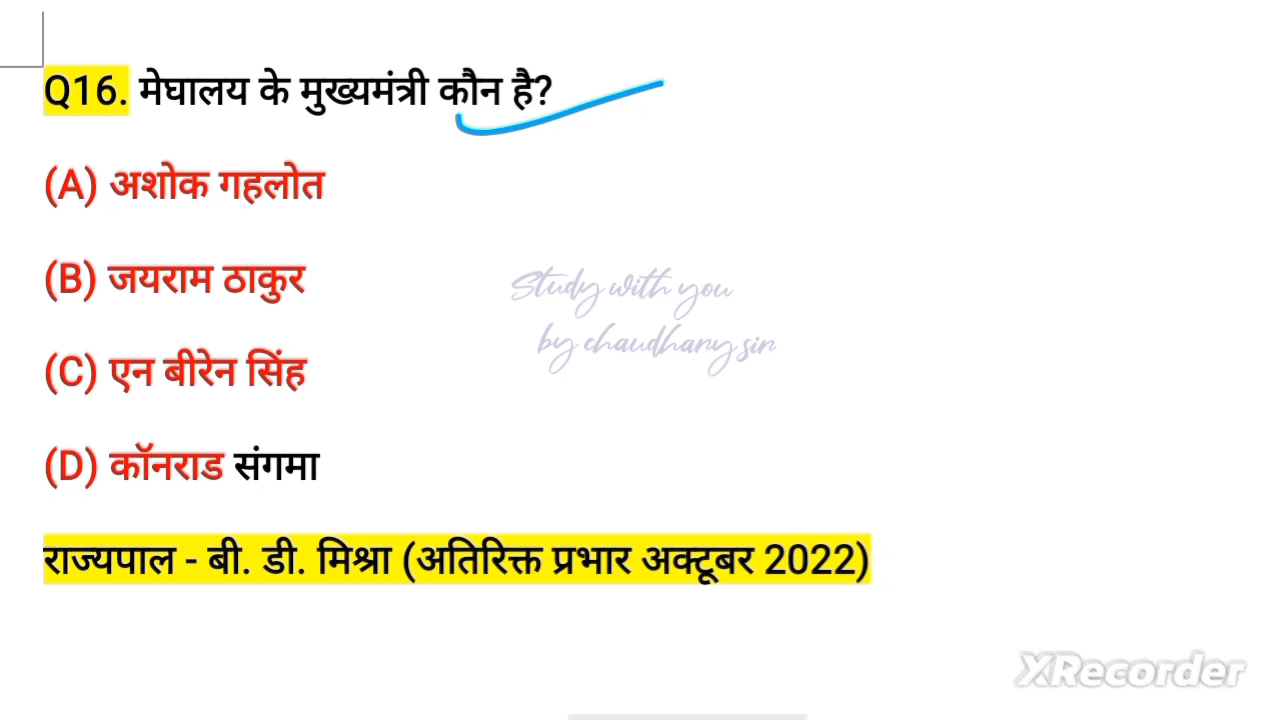 Q16. मेघालय के मुख्यमंत्री कौन है?
(A) अशोक गहलोत
(B) जयराम ठाकुर
Study with you
by chaudhary sir
(C) एन बीरेन सिंह
(D) कॉनराड संगमा
राज्यपाल - बी. डी. मिश्रा (अतिरिक्त प्रभार अक्टूबर 2022)
XRecorder